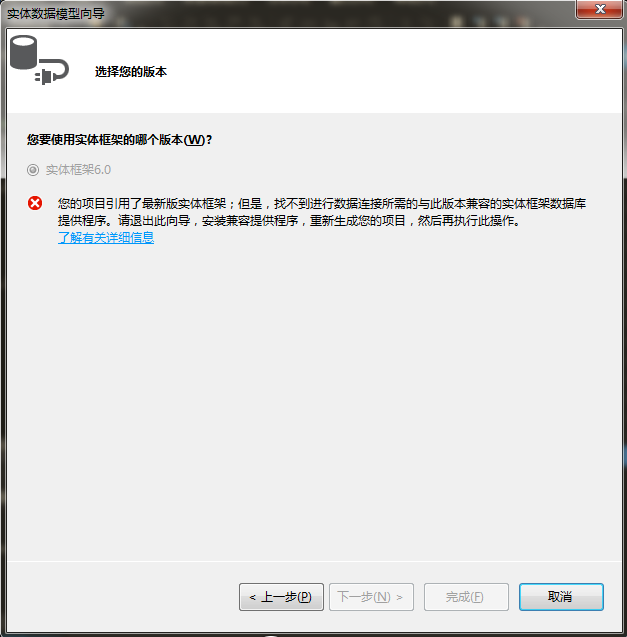 实体数据模型向导
选择您的版本
您要使用实体框架的哪个版本(W)?
实体框架6.0
您的项目引用了最新版实体框架；但是，找不到进行数据连接所需的与此版本兼容的实体框架数据库
提供程序。请退出此向导，安装兼容提供程序，重新生成您的项目，然后再执行此操作。
了解有关详细信息
< 上一步(P)
下一步(N) >
完成(F)
取消